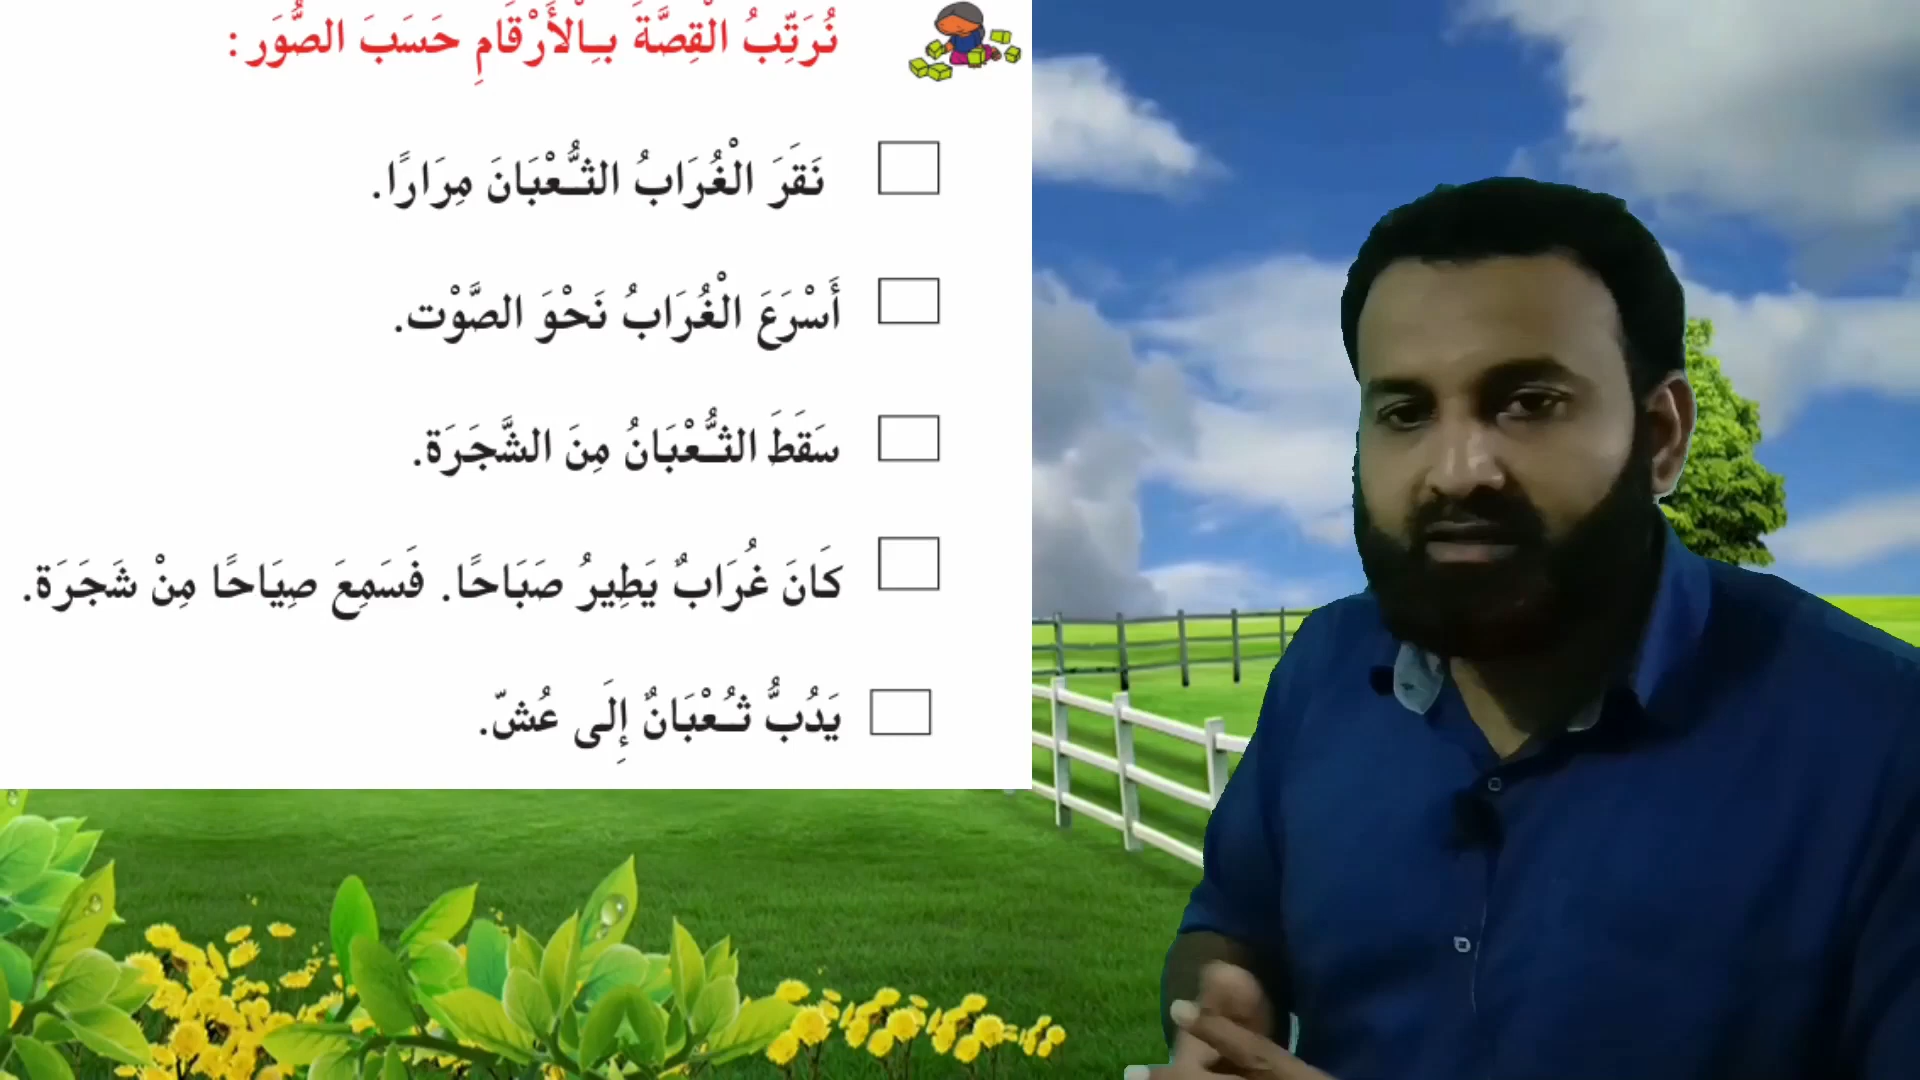 نُرَتِّبُ الْقِصَّةَ بِالْأَرْقَامِ حَسَبَ الصُّوَرِ :
نَقَرَ الْغُرَابُ الثُّعْبَانَ مِرَارًا.
أَسْرَعَ الْغُرَابُ نَحْوَ الصَّوْت.
سَقَطَ الثُّعْبَانُ مِنَ الشَّجَرَة.
كَانَ غُرَابٌ يَطِيرُ صَبَاحًا. فَسَمِعَ صِيَاحًا مِنْ شَجَرَة.
يَدُبُّ ثُعْبَانٌ إِلَى عُشّ.